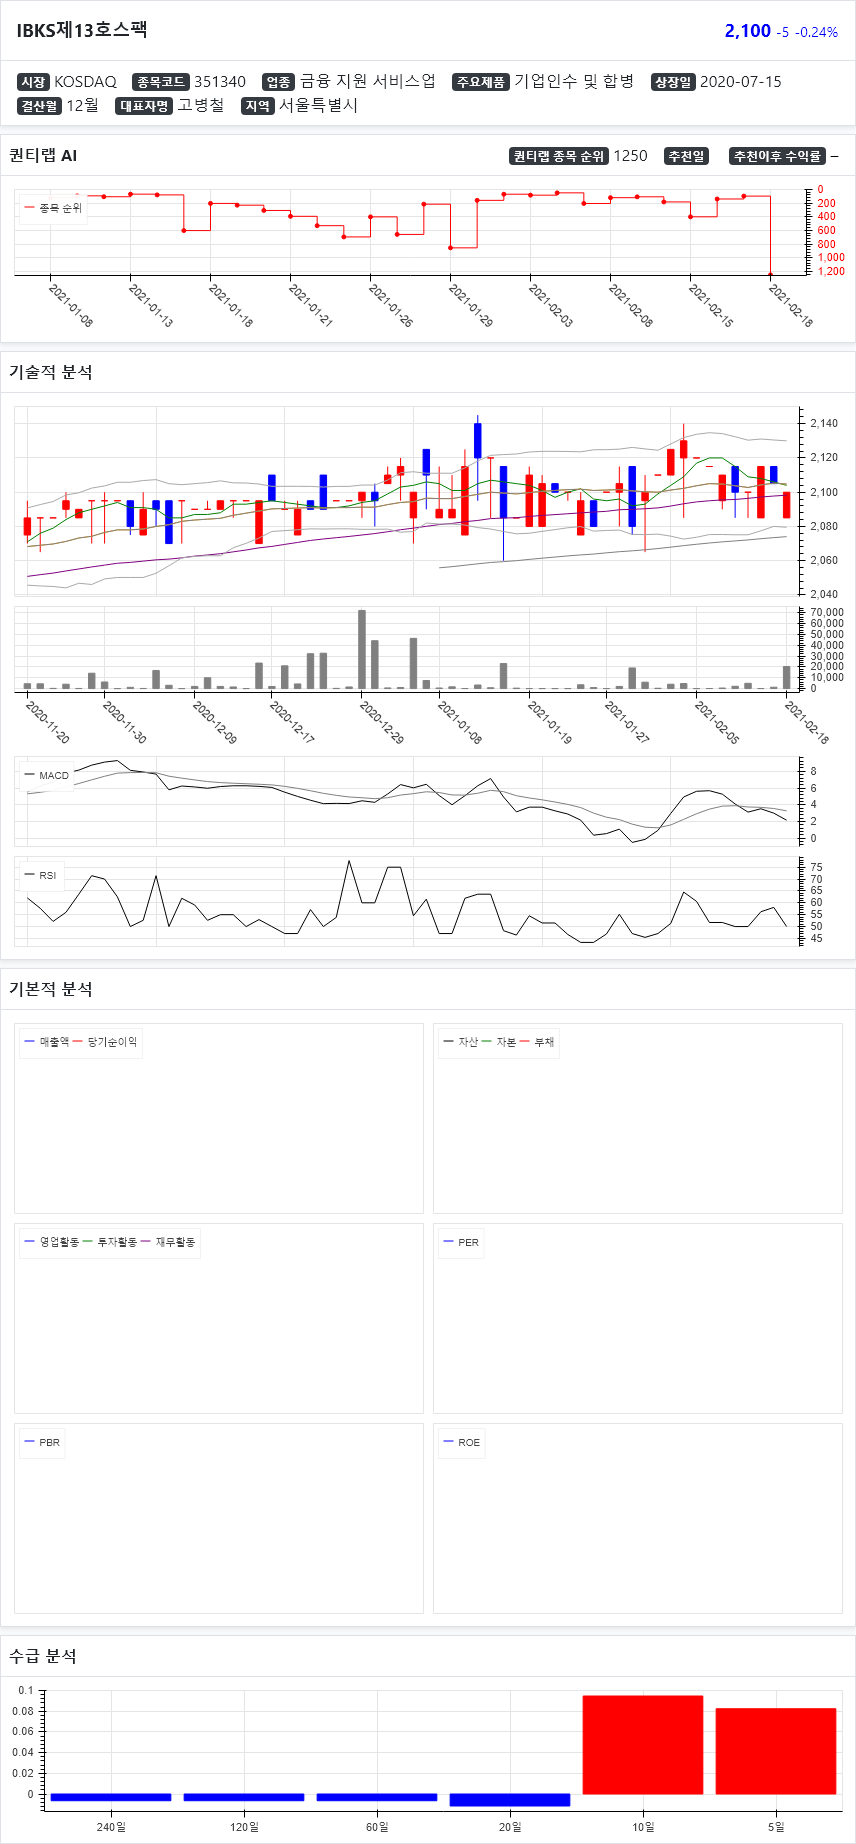 IBKS제13호스팩 2,100 -5 -0.24%
시장 KOSDAQ 종목코드 351340 업종 금융 지원 서비스업 주요제품 기업인수 및 합병 상장일 2020-07-15
결산월 12월 대표자명 고병철 지역 서울특별시
퀀티랩 AI 퀀티랩 종목 순위 1250 추천일 추천이후 수익률 –
종목 순위
0
200
400
600
800
1,000
1,200
2021-01-08 2021-01-13 2021-01-18 2021-01-21 2021-01-26 2021-01-29 2021-02-03 2021-02-08 2021-02-15 2021-02-18
기술적 분석
2,140
2,120
2,100
2,080
2,060
2,040
70,000
60,000
50,000
40,000
30,000
20,000
10,000
0
2020-11-20 2020-11-30 2020-12-09 2020-12-17 2020-12-29 2021-01-08 2021-01-19 2021-01-27 2021-02-05 2021-02-18
MACD
8
6
4
2
0
RSI
75
70
65
60
55
50
45
기본적 분석
매출액 당기순이익
자산 자본 부채
영업활동 투자활동 재무활동
PER
PBR
ROE
수급 분석
0.1
0.08
0.06
0.04
0.02
0
240일 120일 60일 20일 10일 5일